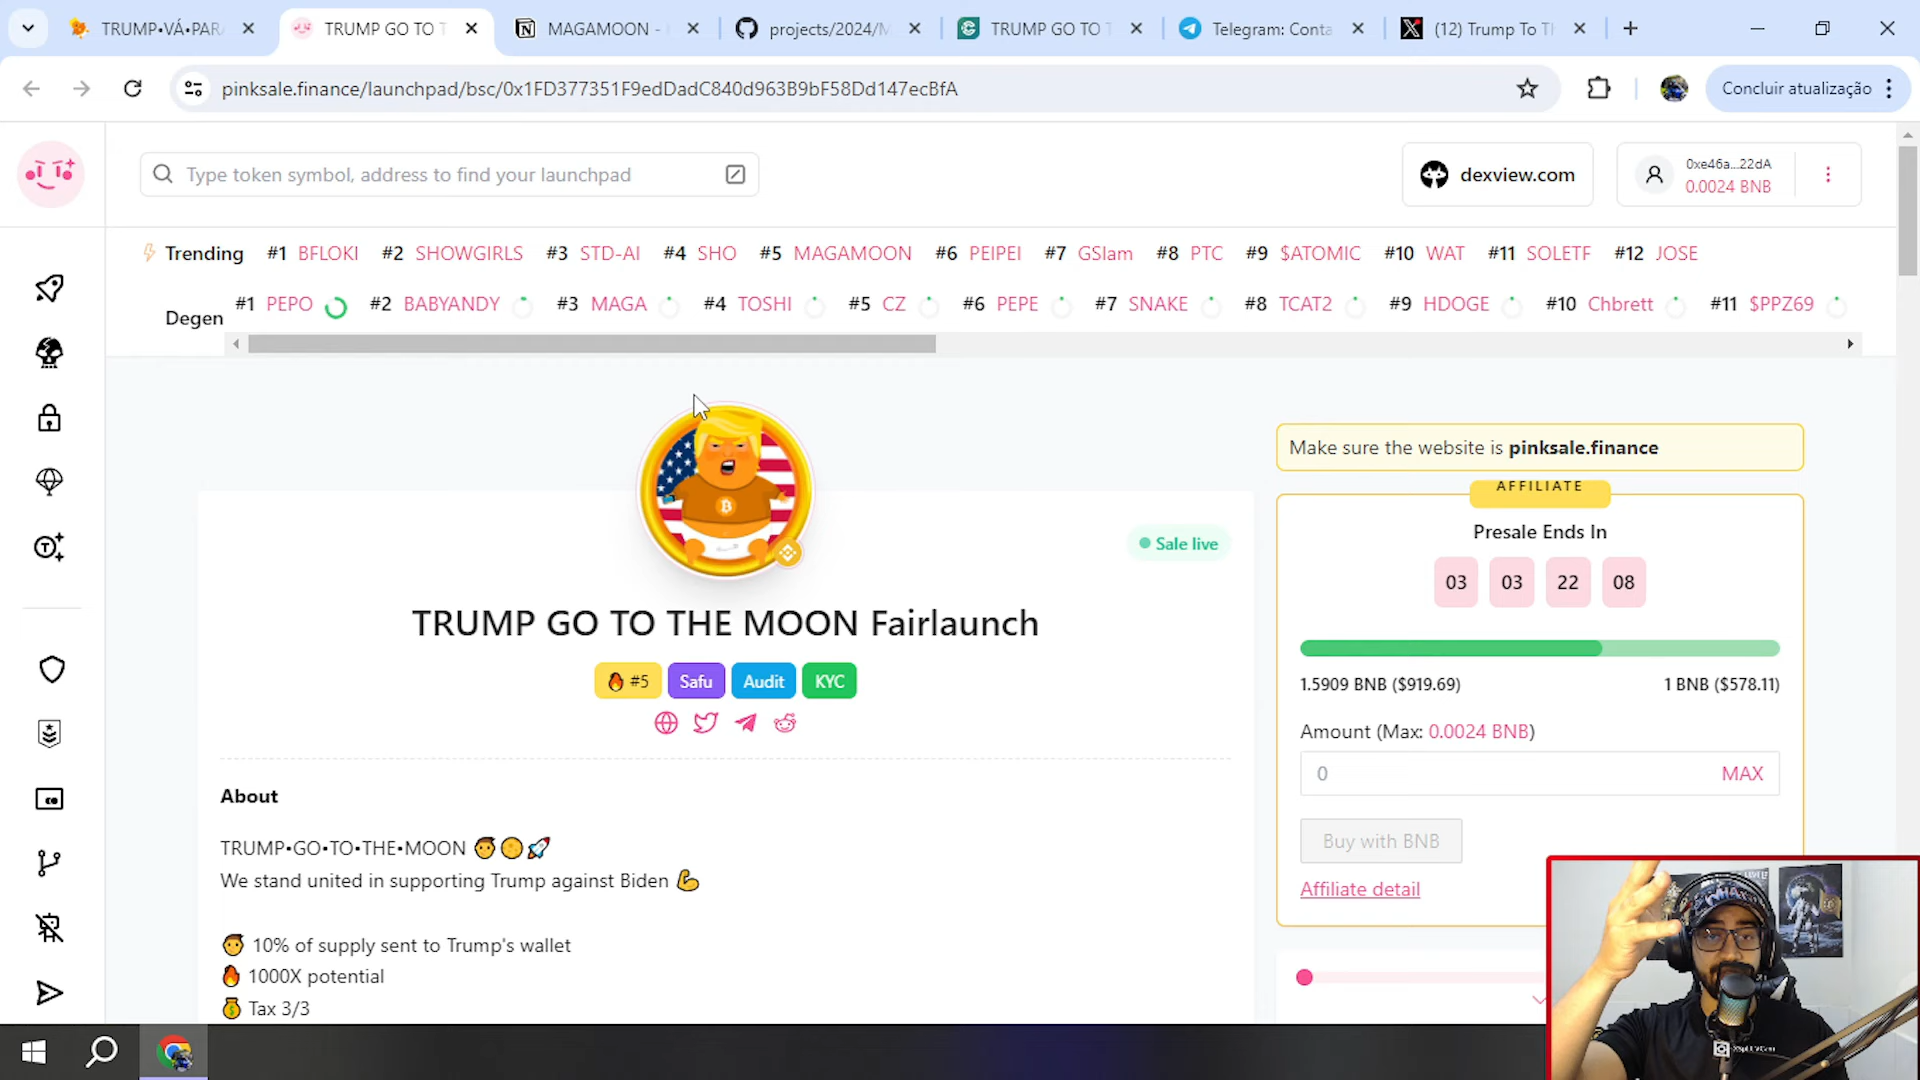 TRUMP•VÁ•PAR
TRUMP GO TO T
MAGAMOON -
projects/2024/M
TRUMP GO TO T
Telegram: Conta
(12) Trump To Th
pinksale.finance/launchpad/bsc/0x1FD377351F9edDadC840d963B9bF58Dd147ecBfA
Concluir atualização
Type token symbol, address to find your launchpad
dexview.com
0xe46a...22dA
0.0024 BNB
Trending #1 BFLOKI #2 SHOWGIRLS #3 STD-AI #4 SHO #5 MAGAMOON #6 PEIPEI #7 GSlam #8 PTC #9 $ATOMIC #10 WAT #11 SOLETF #12 JOSE
Degen #1 PEPO #2 BABYANDY #3 MAGA #4 TOSHI #5 CZ #6 PEPE #7 SNAKE #8 TCAT2 #9 HDOGE #10 Chbrett #11 $PPZ69
Make sure the website is pinksale.finance
AFFILIATE
Sale live
Presale Ends In
03 03 22 08
TRUMP GO TO THE MOON Fairlaunch
#5 Safu Audit KYC
1.5909 BNB ($919.69) 1 BNB ($578.11)
Amount (Max: 0.0024 BNB)
0 MAX
Buy with BNB
Affiliate detail
About
TRUMP•GO•TO•THE•MOON 👨🌕🚀
We stand united in supporting Trump against Biden 💪
👨 10% of supply sent to Trump's wallet
🔥 1000X potential
💰 Tax 3/3